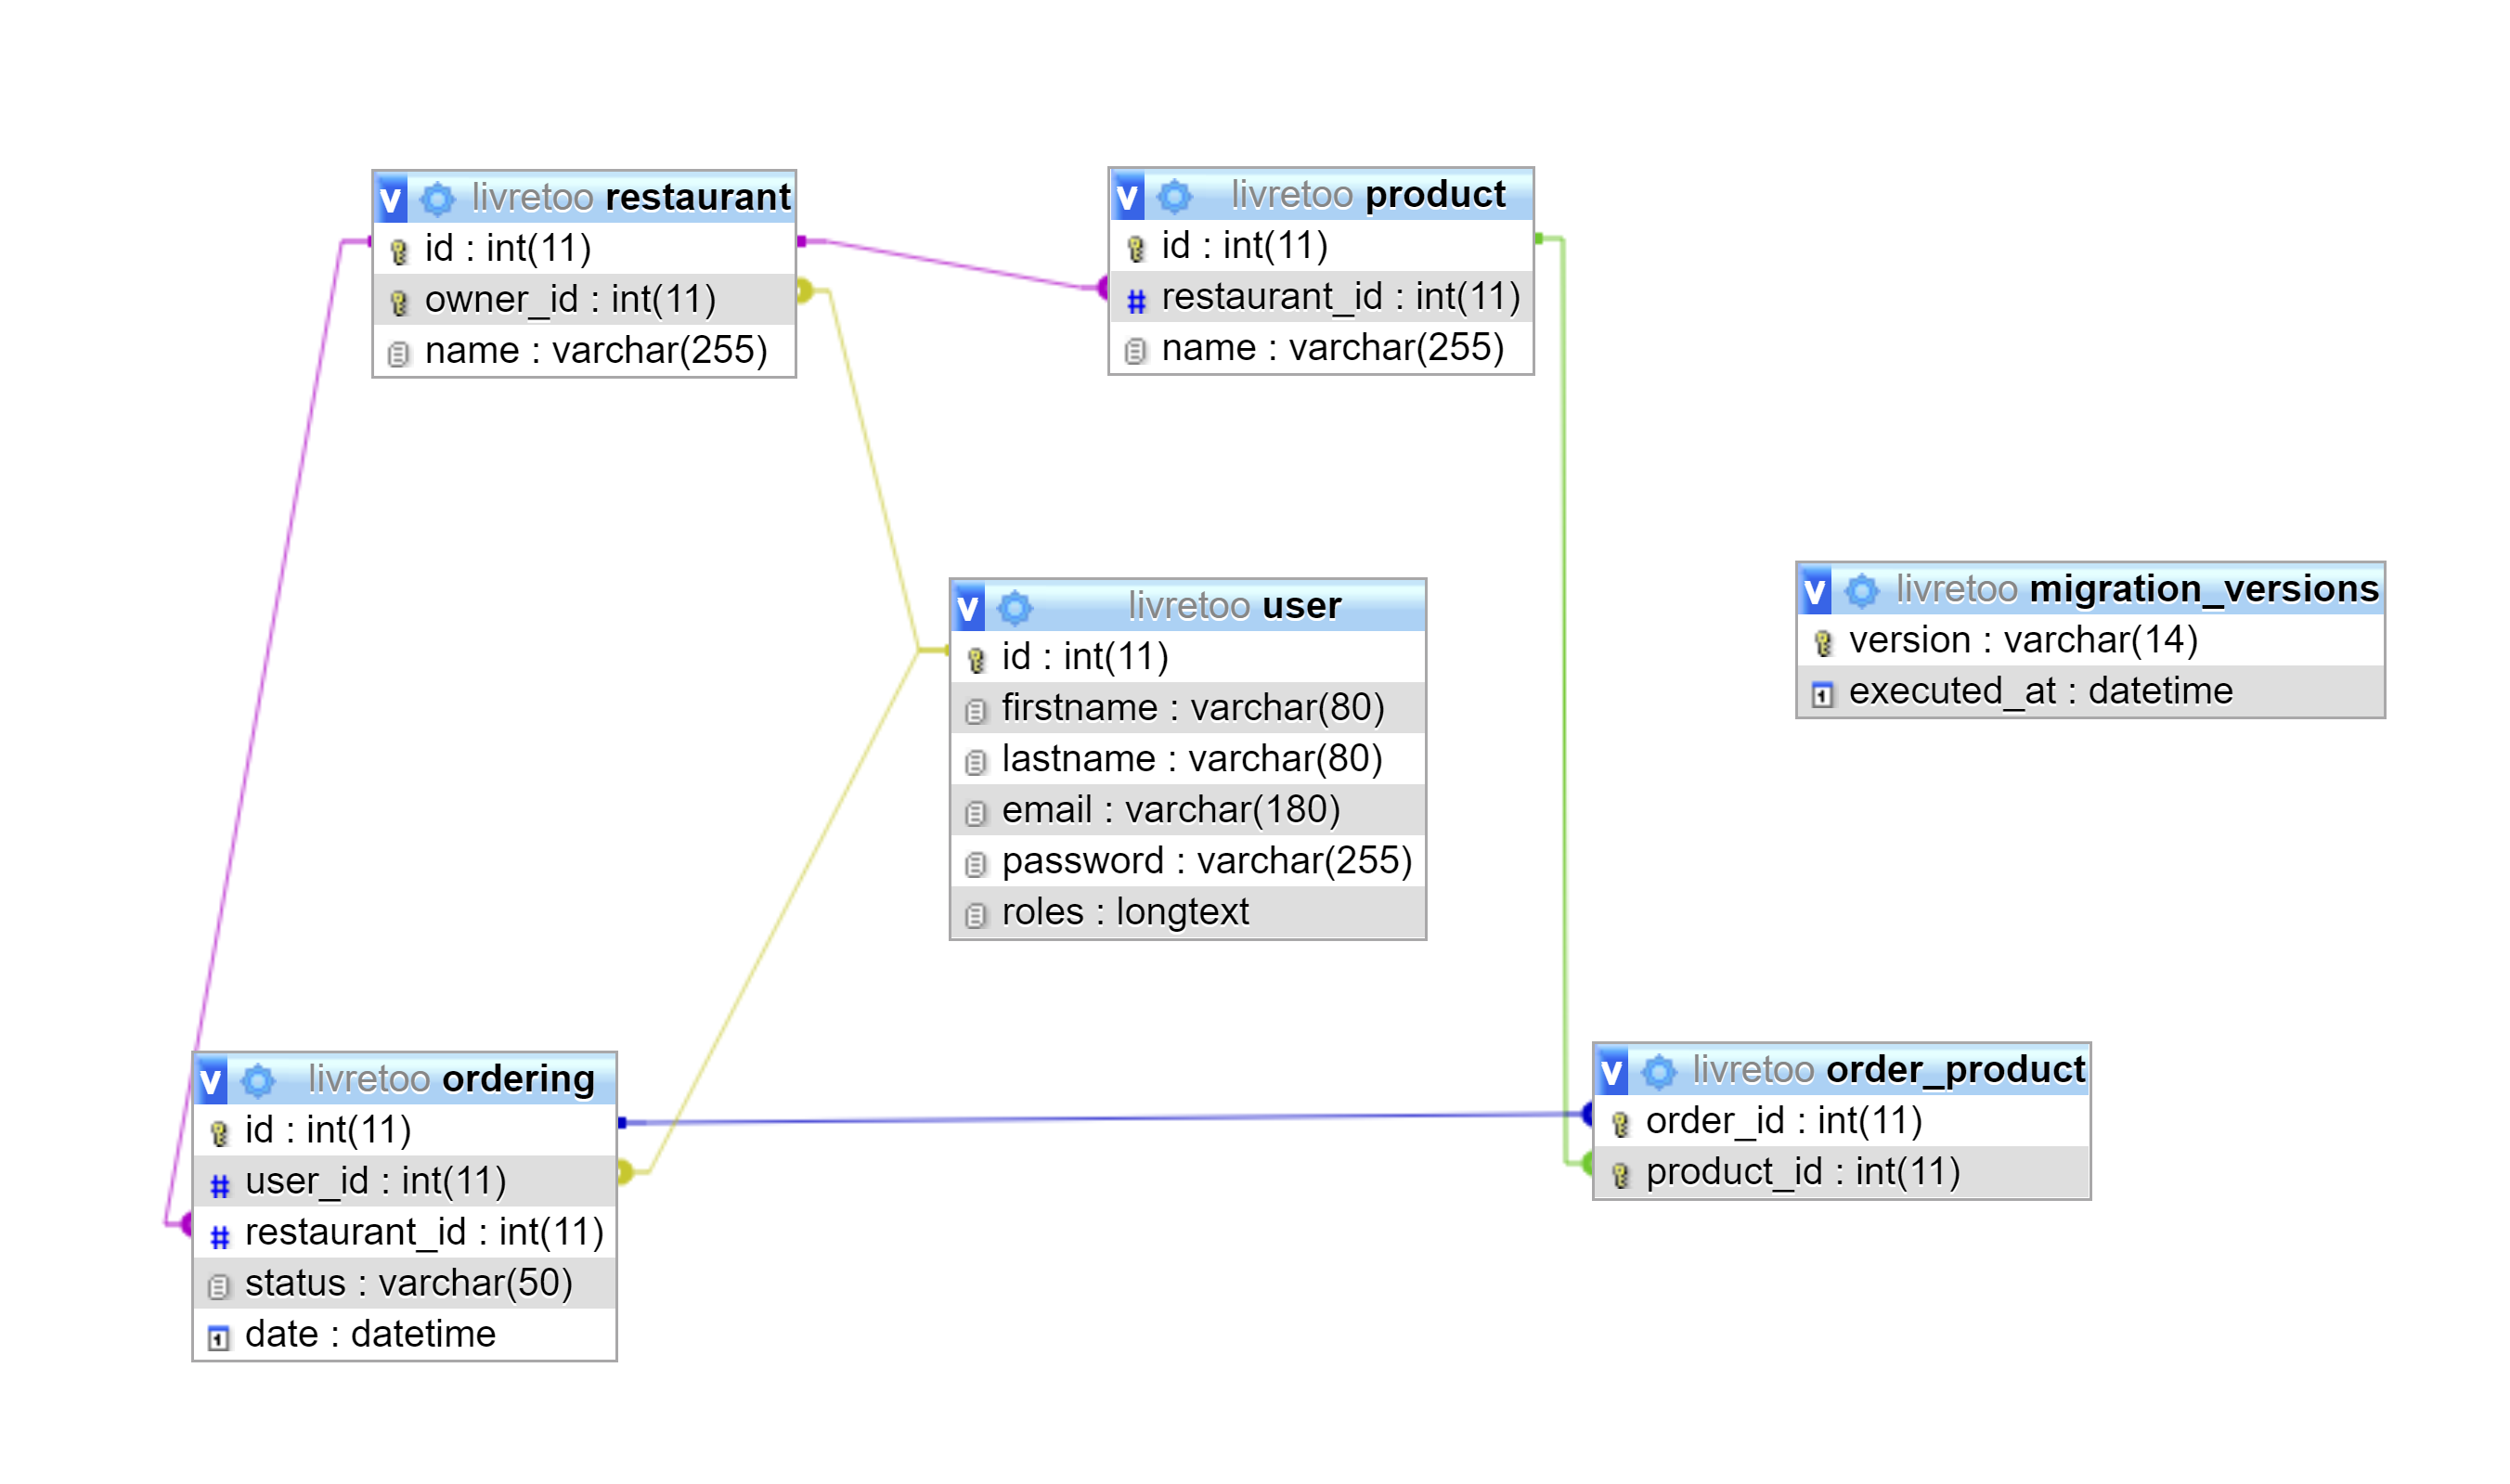 v livretoo restaurant
id : int(11)
owner_id : int(11)
name : varchar(255)
v livretoo product
id : int(11)
# restaurant_id : int(11)
name : varchar(255)
v livretoo user
id : int(11)
firstname : varchar(80)
lastname : varchar(80)
email : varchar(180)
password : varchar(255)
roles : longtext
v livretoo migration_versions
version : varchar(14)
1 executed_at : datetime
v livretoo ordering
id : int(11)
# user_id : int(11)
# restaurant_id : int(11)
status : varchar(50)
1 date : datetime
v livretoo order_product
order_id : int(11)
product_id : int(11)